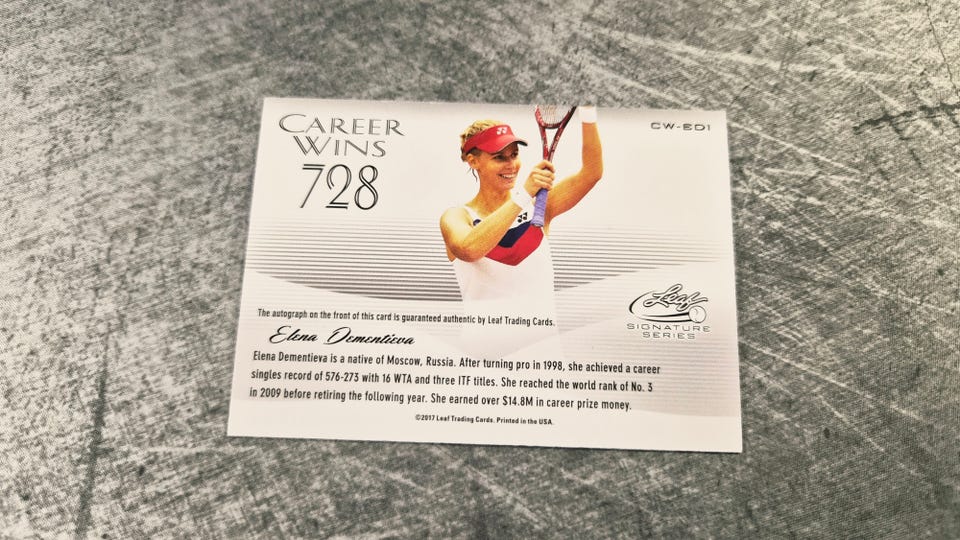 CAREER
WINS
728
CW-ED1
Leaf
SIGNATURE
SERIES
The autograph on the front of this card is guaranteed authentic by Leaf Trading Cards.
Elena Dementieva
Elena Dementieva is a native of Moscow, Russia. After turning pro in 1998, she achieved a career
singles record of 576-273 with 16 WTA and three ITF titles. She reached the world rank of No. 3
in 2009 before retiring the following year. She earned over $14.8M in career prize money.
©2017 Leaf Trading Cards. Printed in the USA.